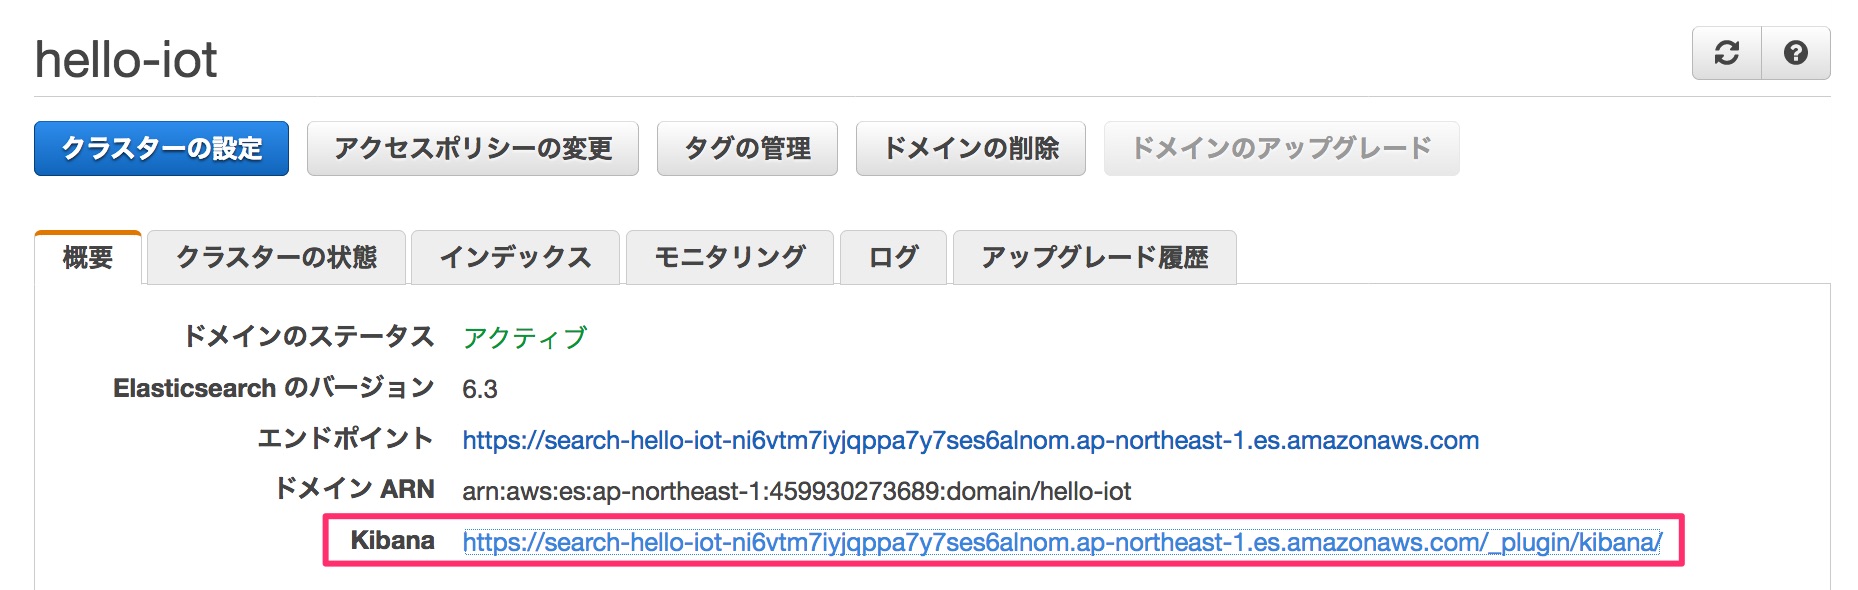 hello-iot
クラスターの設定 アクセスポリシーの変更 タグの管理 ドメインの削除 ドメインのアップグレード
概要 クラスターの状態 インデックス モニタリング ログ アップグレード履歴
ドメインのステータス アクティブ
Elasticsearch のバージョン 6.3
エンドポイント https://search-hello-iot-ni6vtm7iyjqppa7y7ses6alnom.ap-northeast-1.es.amazonaws.com
ドメイン ARN arn:aws:es:ap-northeast-1:459930273689:domain/hello-iot
Kibana https://search-hello-iot-ni6vtm7iyjqppa7y7ses6alnom.ap-northeast-1.es.amazonaws.com/_plugin/kibana/